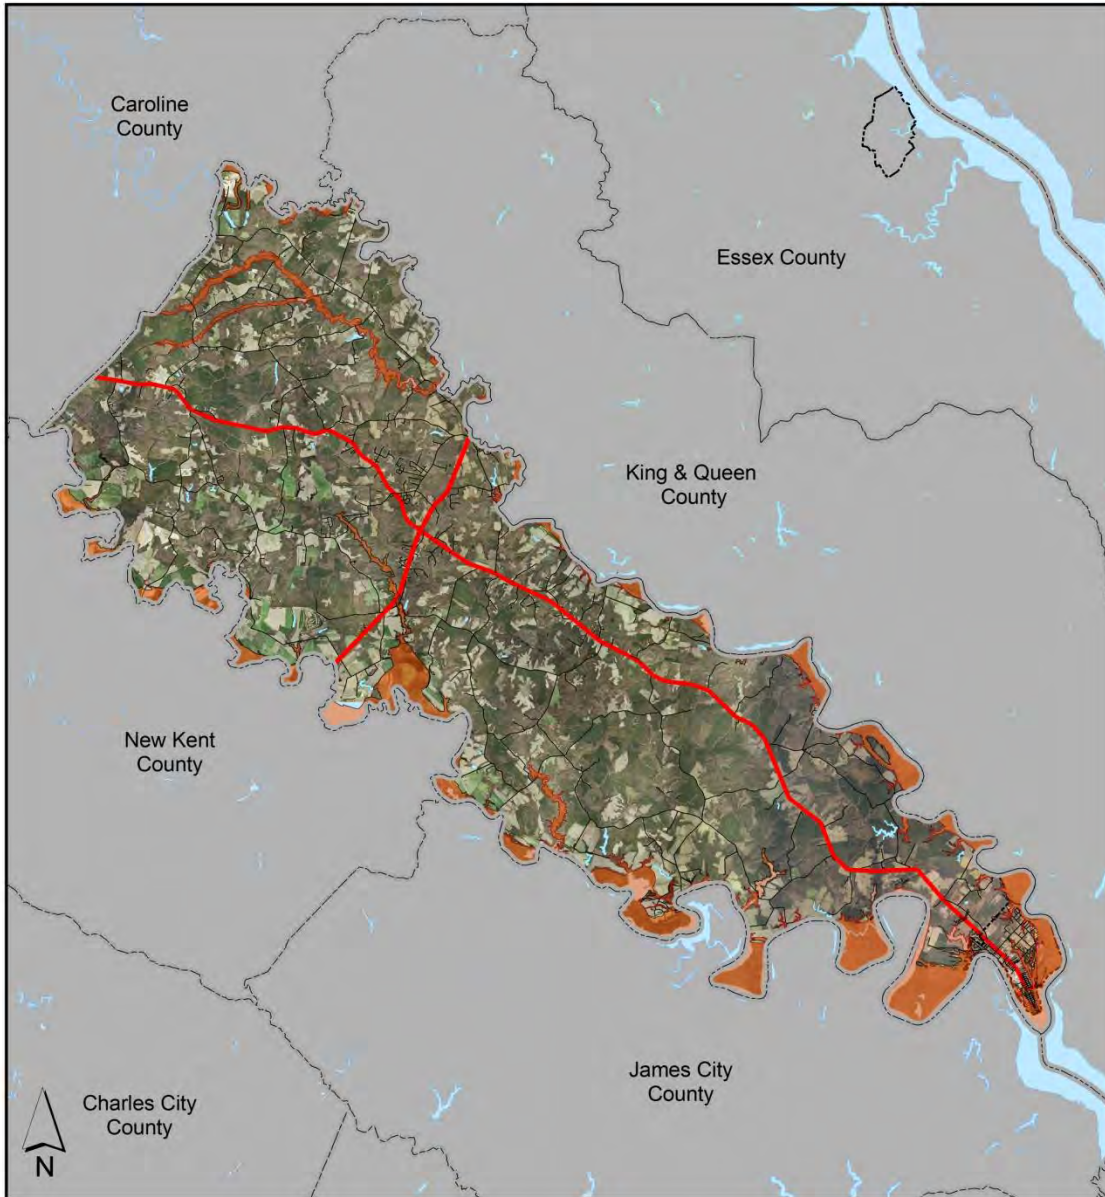 Caroline
County
Essex County
King & Queen
County
New Kent
County
James City
County
Charles City
County
N